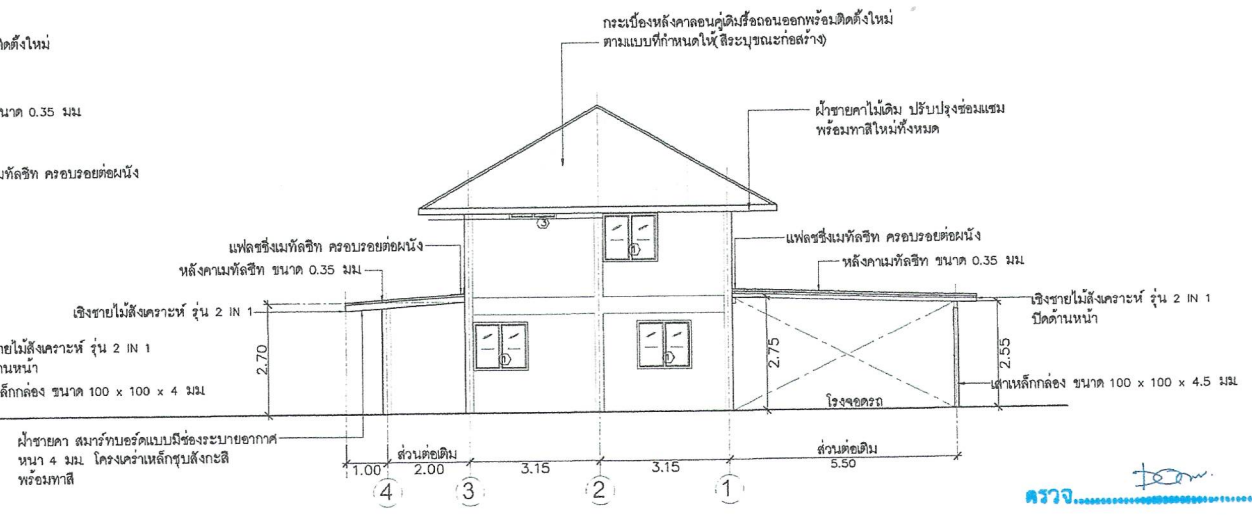 กระเบื้องหลังคาลอนคู่เดิมรื้อถอนออกพร้อมติดตั้งใหม่
ตามแบบที่กำหนดให้(สีระบุขณะก่อสร้าง)
ติดตั้งใหม่
ขนาด 0.35 มม.
ฝ้าชายคาไม้เดิม ปรับปรุงซ่อมแซม
พร้อมทาสีใหม่ทั้งหมด
เมทัลชีท ครอบรอยต่อผนัง
3
1
แฟลชชิ่งเมทัลชีท ครอบรอยต่อผนัง
หลังคาเมทัลชีท ขนาด 0.35 มม.
แฟลชชิ่งเมทัลชีท ครอบรอยต่อผนัง
หลังคาเมทัลชีท ขนาด 0.35 มม.
เชิงชายไม้สังเคราะห์ รุ่น 2 IN 1
เชิงชายไม้สังเคราะห์ รุ่น 2 IN 1
ปิดด้านหน้า
ายไม้สังเคราะห์ รุ่น 2 IN 1
านหน้า
ล็กกล่อง ขนาด 100 x 100 x 4 มม.
2.70
1
1
2.75
2.55
เสาเหล็กกล่อง ขนาด 100 x 100 x 4.5 มม.
โรงจอดรถ
ฝ้าชายคา สมาร์ทบอร์ดแบบมีช่องระบายอากาศ
หนา 4 มม. โครงเคร่าเหล็กชุบสังกะสี
พร้อมทาสี
ส่วนต่อเติม
ส่วนต่อเติม
1.00
2.00
3.15
3.15
5.50
4
3
2
1
ตรวจ